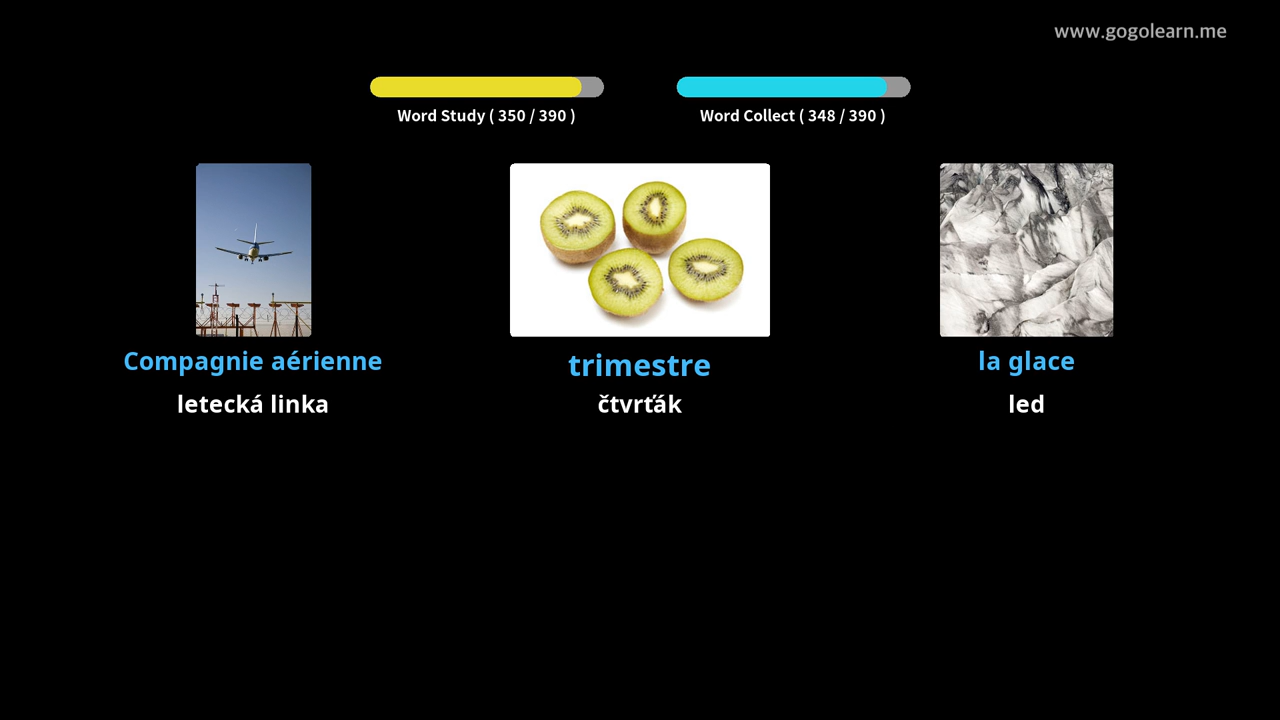 www.gogolearn.me
Word Study ( 350 / 390 )
Word Collect ( 348 / 390 )
Compagnie aérienne
trimestre
la glace
letecká linka
čtvrťák
led